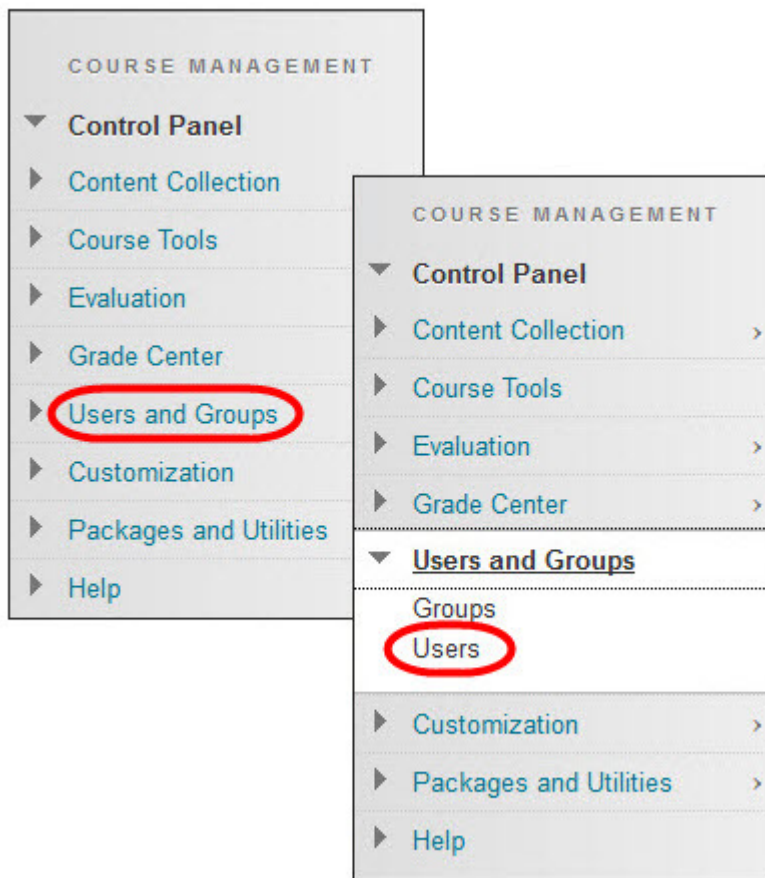 COURSE MANAGEMENT
Control Panel
Content Collection
Course Tools
Evaluation
Grade Center
Users and Groups
Customization
Packages and Utilities
Help
COURSE MANAGEMENT
Control Panel
Content Collection
Course Tools
Evaluation
Grade Center
Users and Groups
Groups
Users
Customization
Packages and Utilities
Help